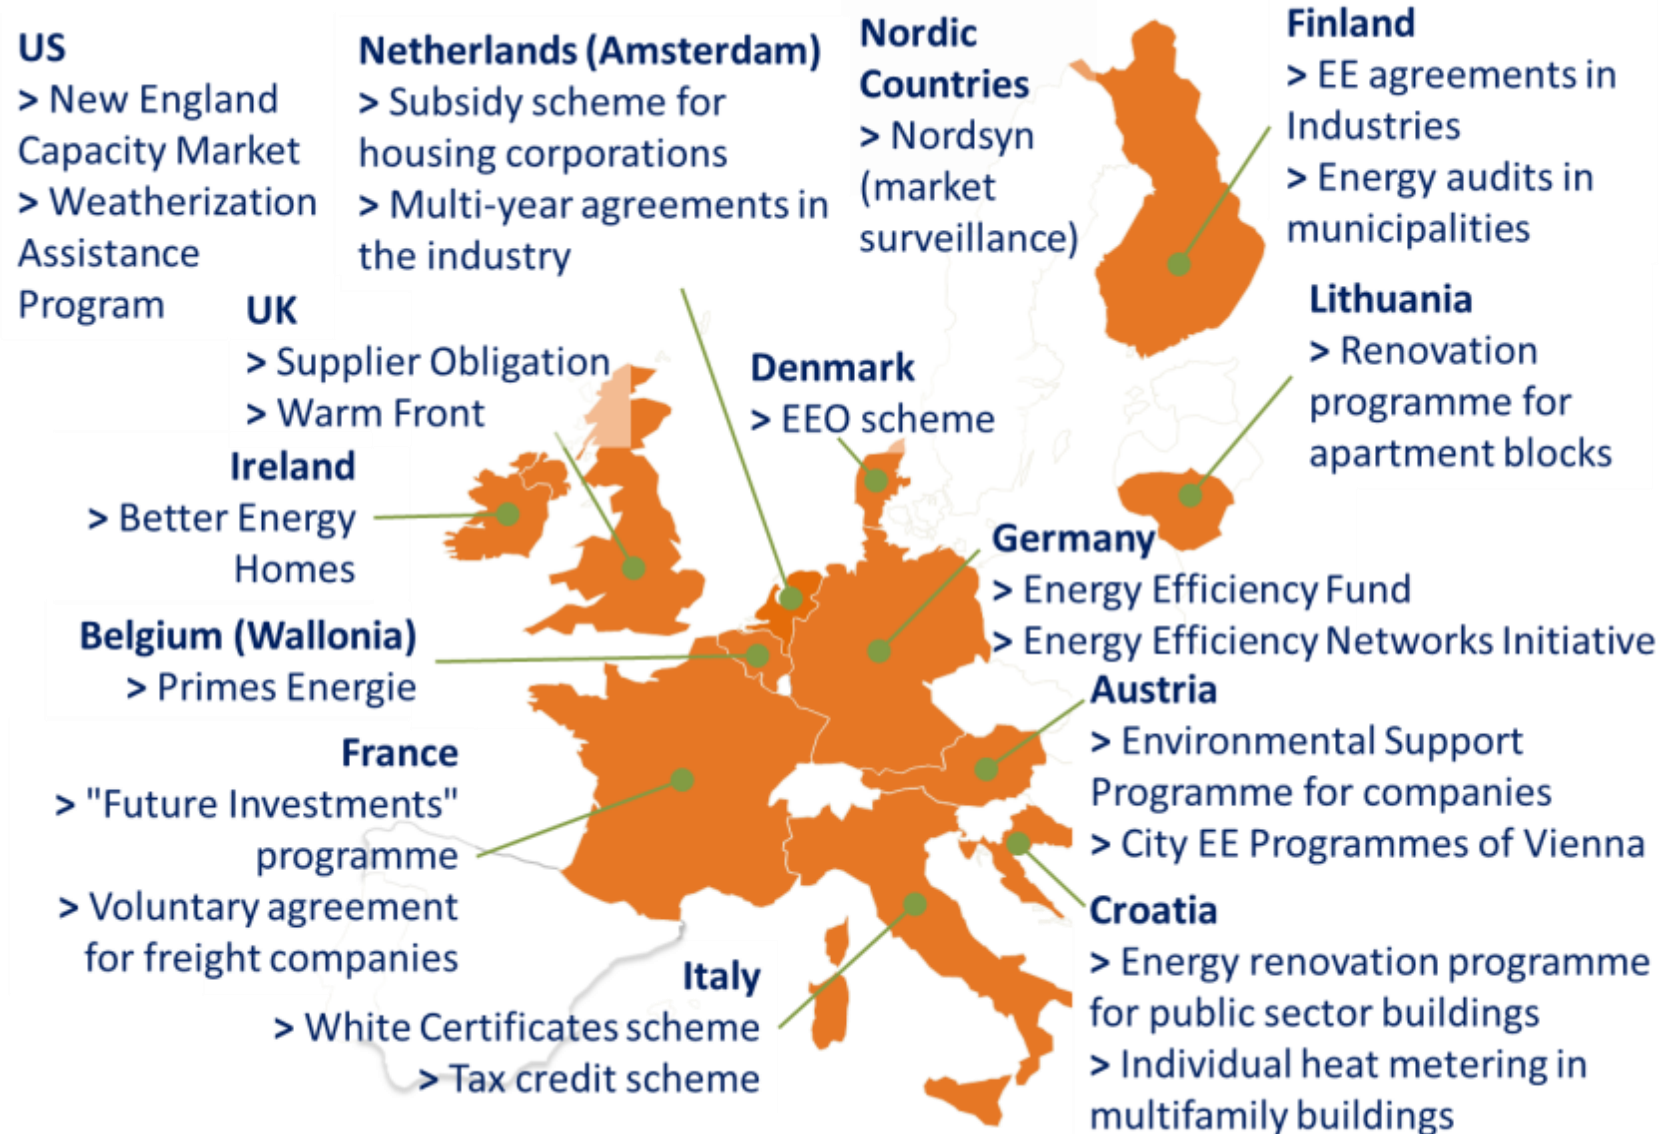 US
> New England
Capacity Market
> Weatherization
Assistance
Program
Netherlands (Amsterdam)
> Subsidy scheme for
housing corporations
> Multi-year agreements in
the industry
Nordic
Countries
> Nordsyn
(market
surveillance)
Finland
> EE agreements in
Industries
> Energy audits in
municipalities
UK
> Supplier Obligation
> Warm Front
Denmark
> EEO scheme
Lithuania
> Renovation
programme for
apartment blocks
Ireland
> Better Energy
Homes
Germany
> Energy Efficiency Fund
> Energy Efficiency Networks Initiative
Belgium (Wallonia)
> Primes Energie
Austria
> Environmental Support
Programme for companies
> City EE Programmes of Vienna
France
> "Future Investments"
programme
> Voluntary agreement
for freight companies
Croatia
> Energy renovation programme
for public sector buildings
> Individual heat metering in
multifamily buildings
Italy
> White Certificates scheme
> Tax credit scheme